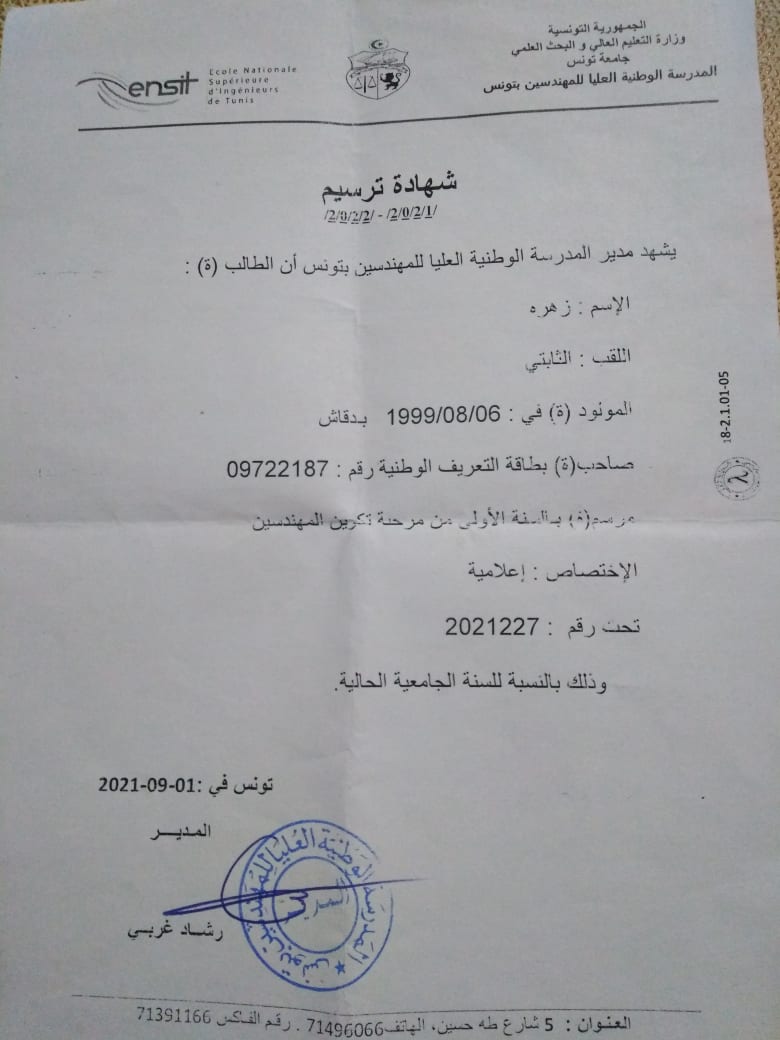 الجمهورية التونسية
وزارة التعليم العالي و البحث العلمي
جامعة تونس
المدرسة الوطنية العليا للمهندسين بتونس
ensit
Ecole Nationale
Supérieure
d'Ingénieurs
de Tunis
شهادة ترسيم
/2/0/2/2/ - /2/0/2/1/
يشهد مدير المدرسة الوطنية العليا للمهندسين بتونس أن الطالب (ة) :
الإسم : زهره
اللقب : الثابتي
المولود (ة) في : 1999/08/06 بدقاش
صاحب(ة) بطاقة التعريف الوطنية رقم : 09722187
مرسم(ة) بالسنة الأولى من مرحلة تكوين المهندسين
الإختصاص : إعلامية
تحت رقم : 2021227
وذلك بالنسبة للسنة الجامعية الحالية.
18-2.1.01-05
تونس في :01-09-2021
المديـــر
رشـاد غربـي
المدرسة الوطنية العليا للمهندسين بتونس
المدير
العنوان : 5 شارع طه حسين، الهاتف71496066 . رقم الفاكس 71391166